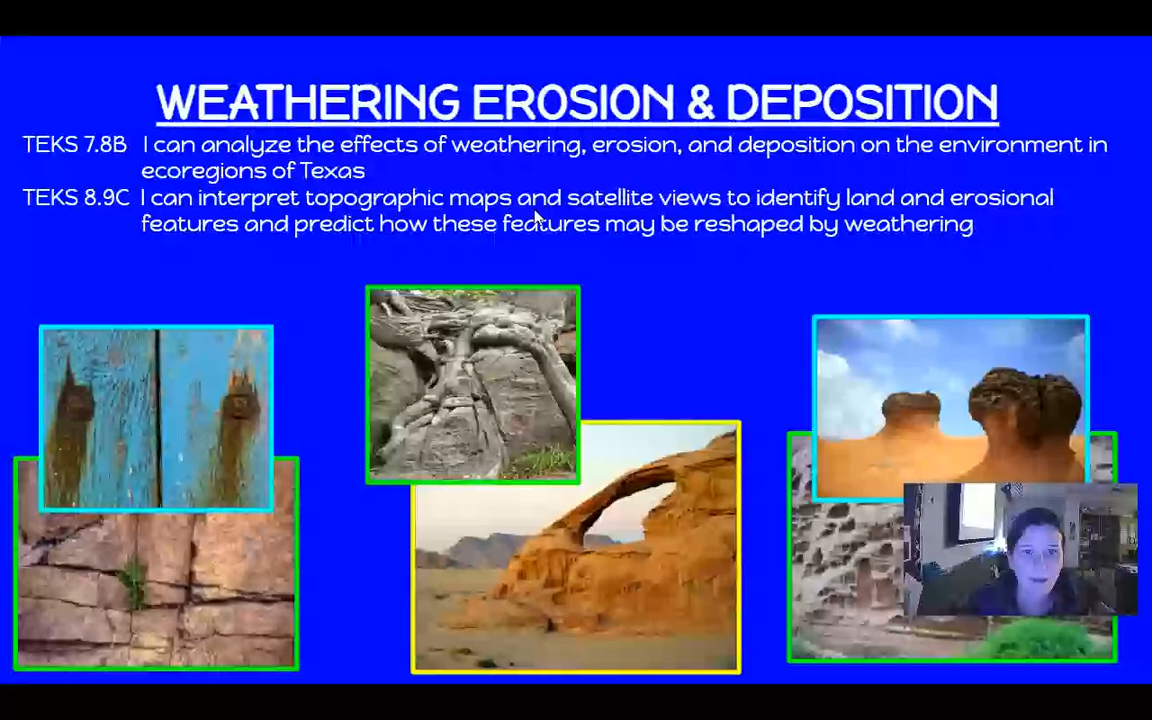 WEATHERING EROSION & DEPOSITION
TEKS 7.8B I can analyze the effects of weathering, erosion, and deposition on the environment in
ecoregions of Texas
TEKS 8.9C I can interpret topographic maps and satellite views to identify land and erosional
features and predict how these features may be reshaped by weathering